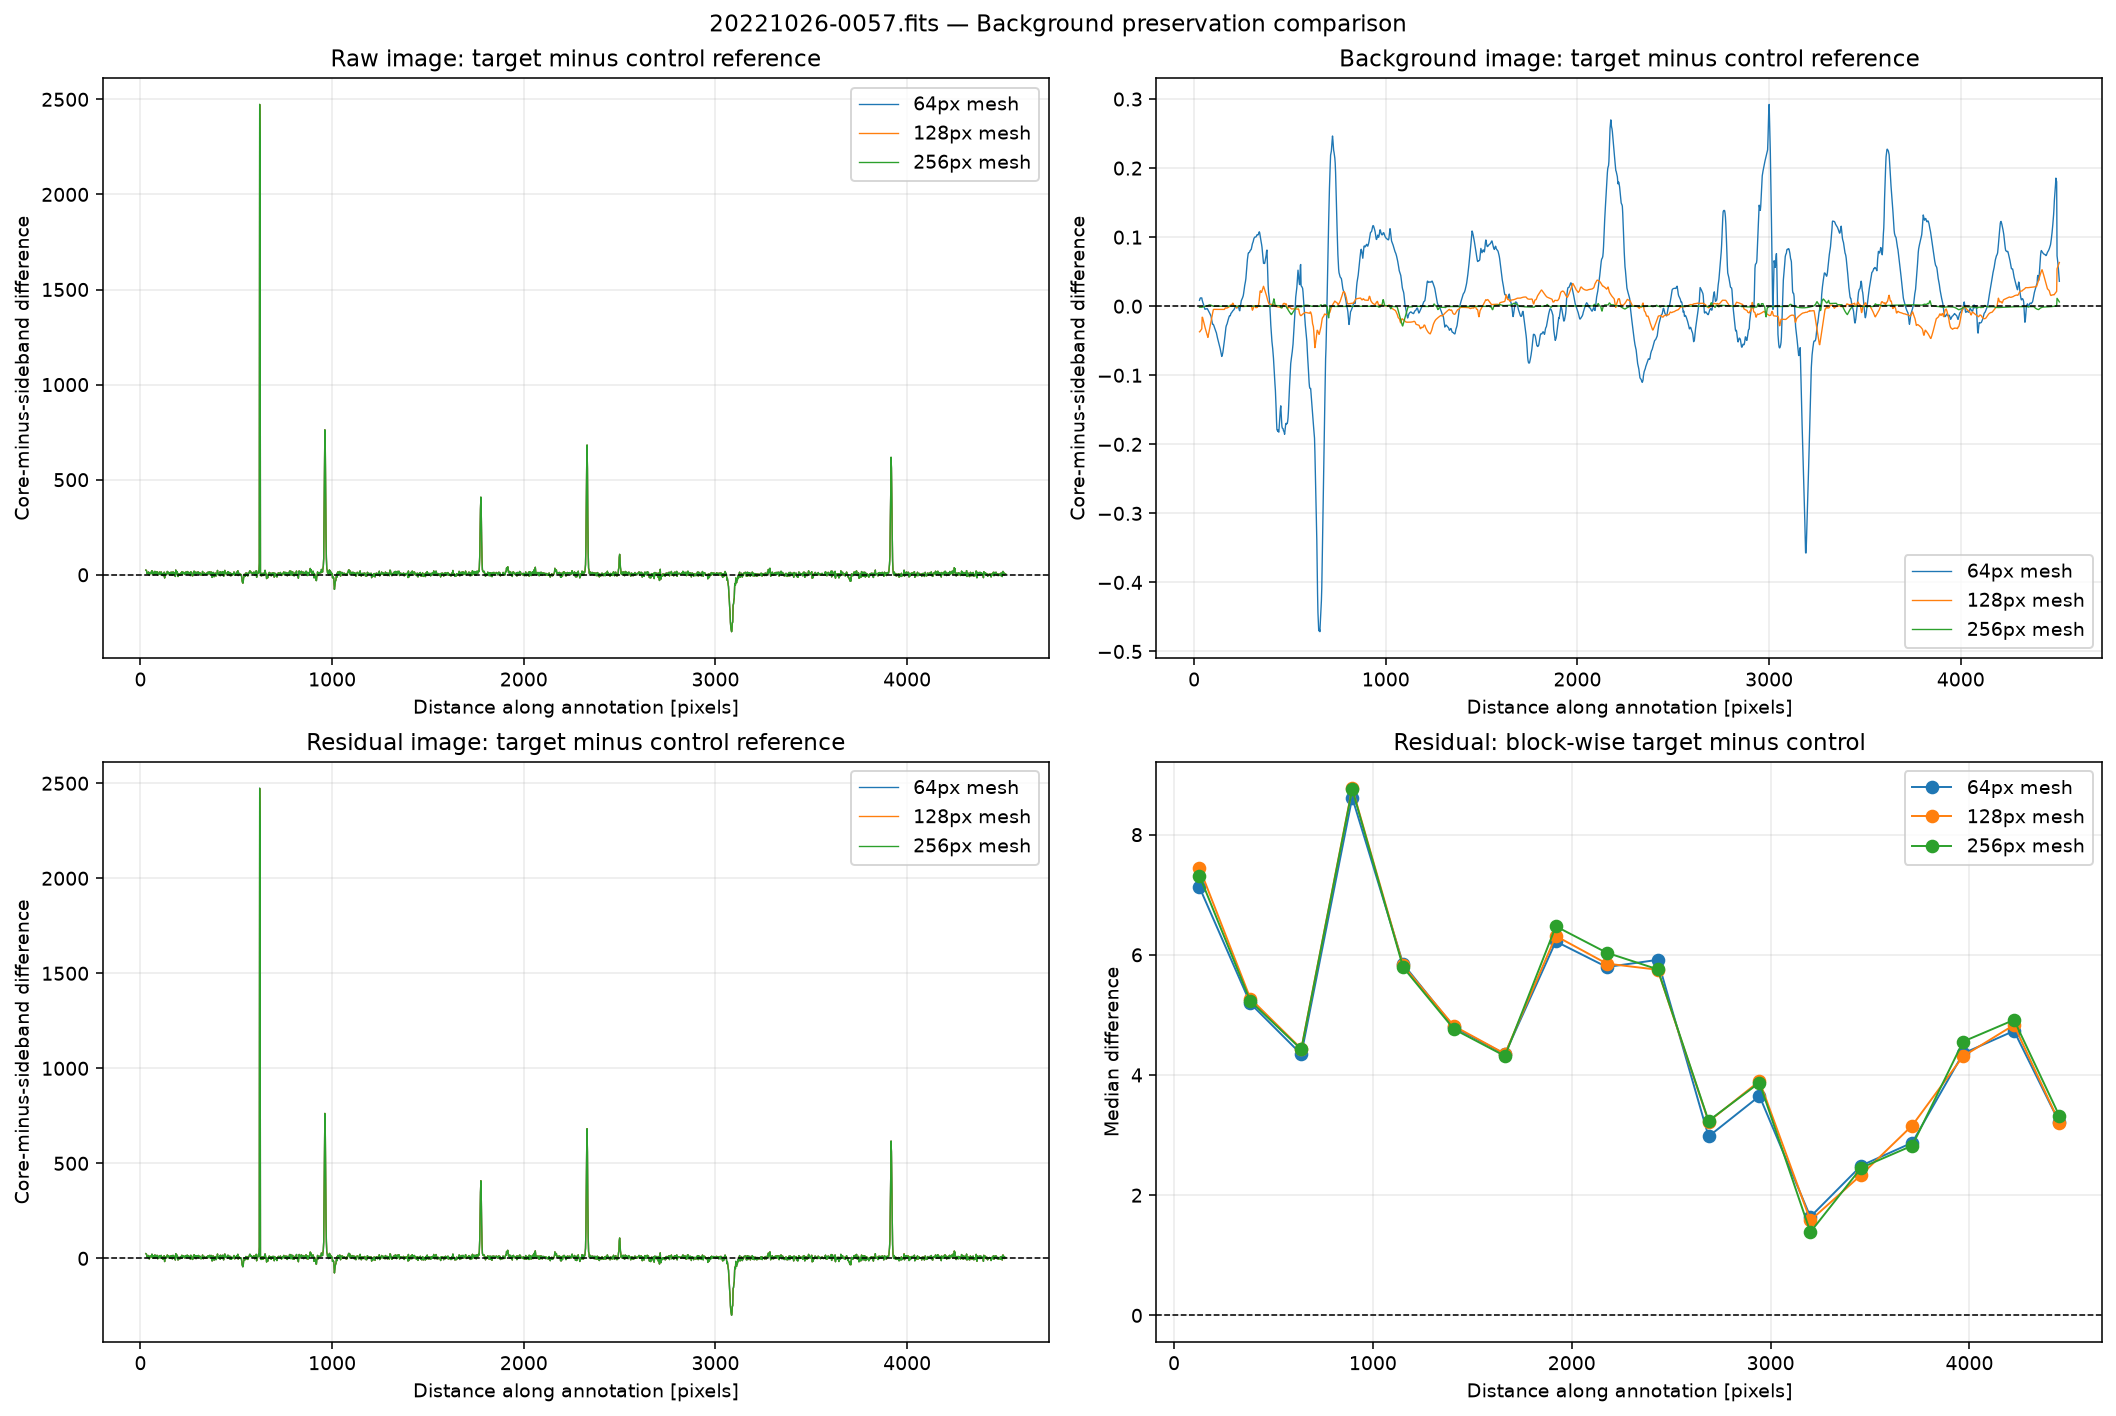 20221026-0057.fits — Background preservation comparison
Raw image: target minus control reference
Core-minus-sideband difference
2500
2000
1500
1000
500
0
64px mesh
128px mesh
256px mesh
0 1000 2000 3000 4000
Distance along annotation [pixels]
Background image: target minus control reference
Core-minus-sideband difference
0.3
0.2
0.1
0.0
−0.1
−0.2
−0.3
−0.4
−0.5
64px mesh
128px mesh
256px mesh
0 1000 2000 3000 4000
Distance along annotation [pixels]
Residual image: target minus control reference
Core-minus-sideband difference
2500
2000
1500
1000
500
0
64px mesh
128px mesh
256px mesh
0 1000 2000 3000 4000
Distance along annotation [pixels]
Residual: block-wise target minus control
Median difference
8
6
4
2
0
64px mesh
128px mesh
256px mesh
0 1000 2000 3000 4000
Distance along annotation [pixels]